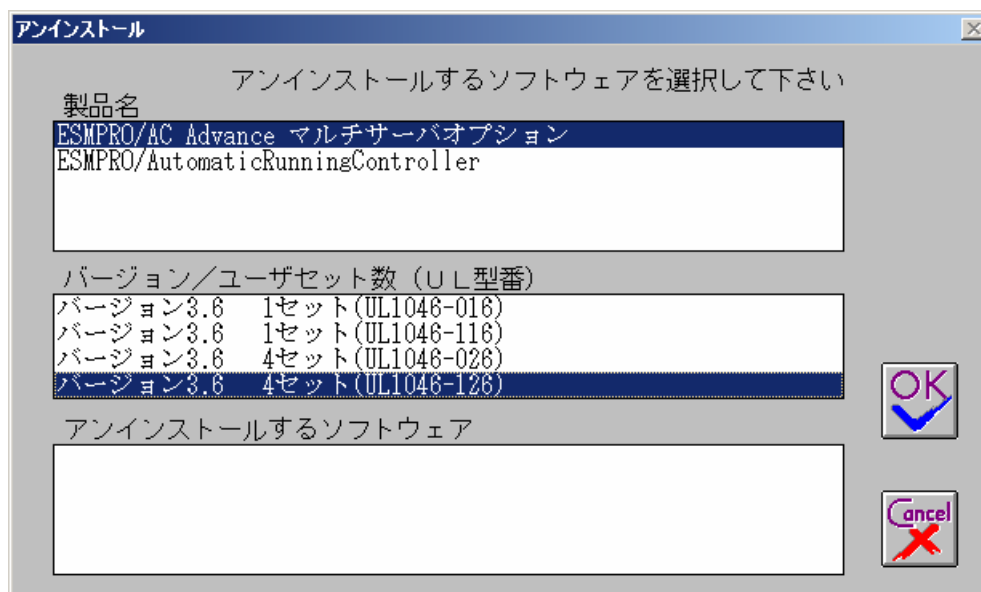 アンインストール
アンインストールするソフトウェアを選択して下さい
製品名
ESMPRO/AC Advance マルチサーバオプション
ESMPRO/AutomaticRunningController
バージョン／ユーザセット数（ＵＬ型番）
バージョン3.6　1セット(UL1046-016)
バージョン3.6　1セット(UL1046-116)
バージョン3.6　4セット(UL1046-026)
バージョン3.6　4セット(UL1046-126)
OK
アンインストールするソフトウェア
Cancel